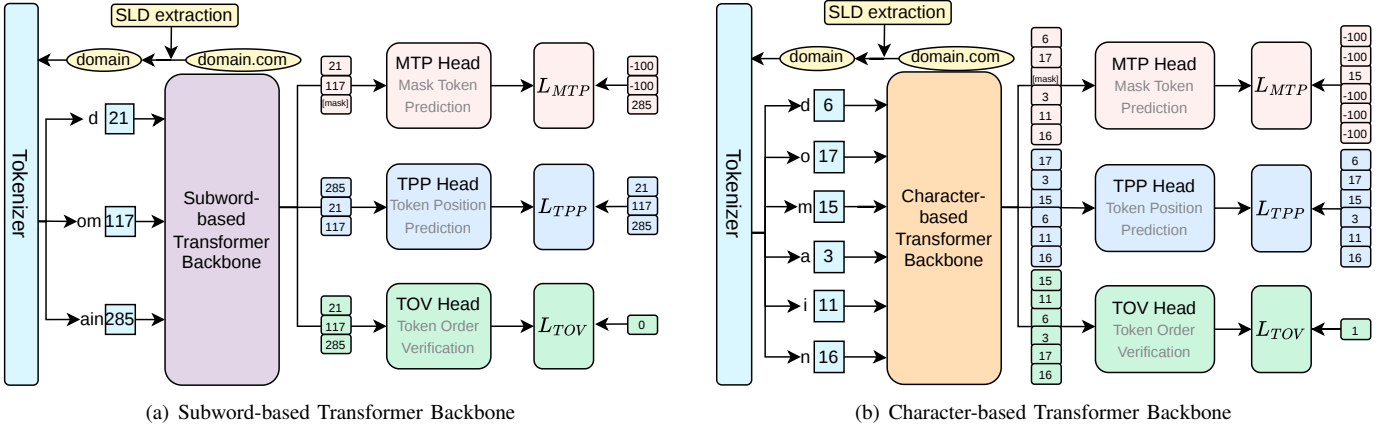 SLD extraction
domain
domain.com
Tokenizer
d 21
om 117
ain 285
Subword-
based
Transformer
Backbone
21
117
[mask]
MTP Head
Mask Token
Prediction
L_MTP
-100
-100
285
285
21
117
TPP Head
Token Position
Prediction
L_TPP
21
117
285
21
117
285
TOV Head
Token Order
Verification
L_TOV
0
(a) Subword-based Transformer Backbone
SLD extraction
domain
domain.com
Tokenizer
d 6
o 17
m 15
a 3
i 11
n 16
Character-
based
Transformer
Backbone
6
17
[mask]
3
11
16
MTP Head
Mask Token
Prediction
L_MTP
-100
-100
15
-100
-100
-100
17
3
15
6
11
16
TPP Head
Token Position
Prediction
L_TPP
6
17
15
3
11
16
15
11
6
3
17
16
TOV Head
Token Order
Verification
L_TOV
1
(b) Character-based Transformer Backbone